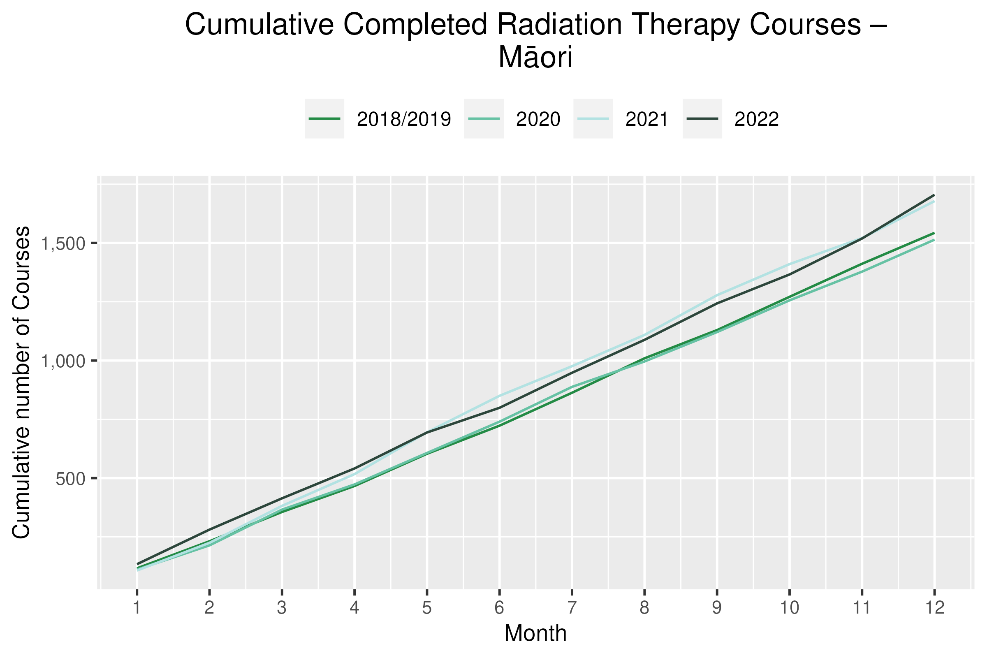 Cumulative Completed Radiation Therapy Courses –
Māori
2018/2019 2020 2021 2022
Cumulative number of Courses
1,500
1,000
500
1 2 3 4 5 6 7 8 9 10 11 12
Month